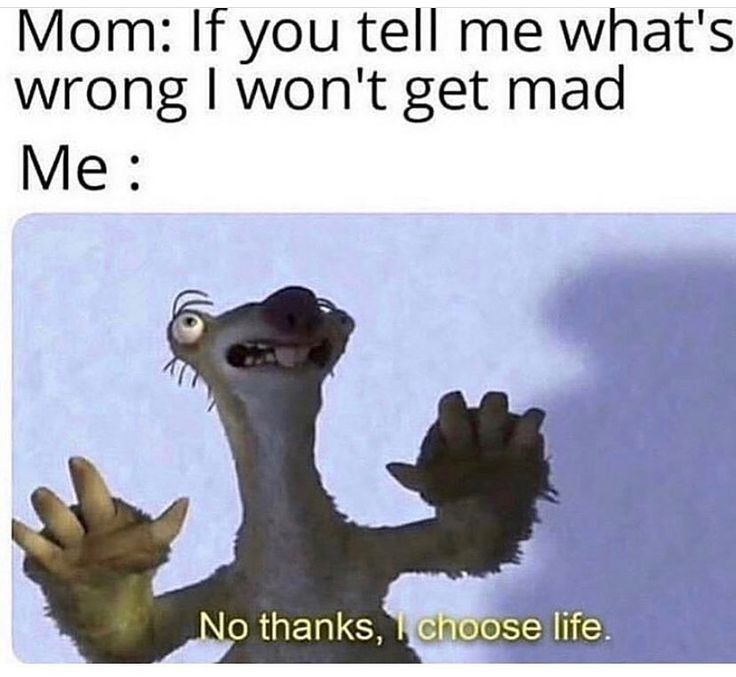 Mom: If you tell me what's
wrong I won't get mad
Me :
No thanks, I choose life.